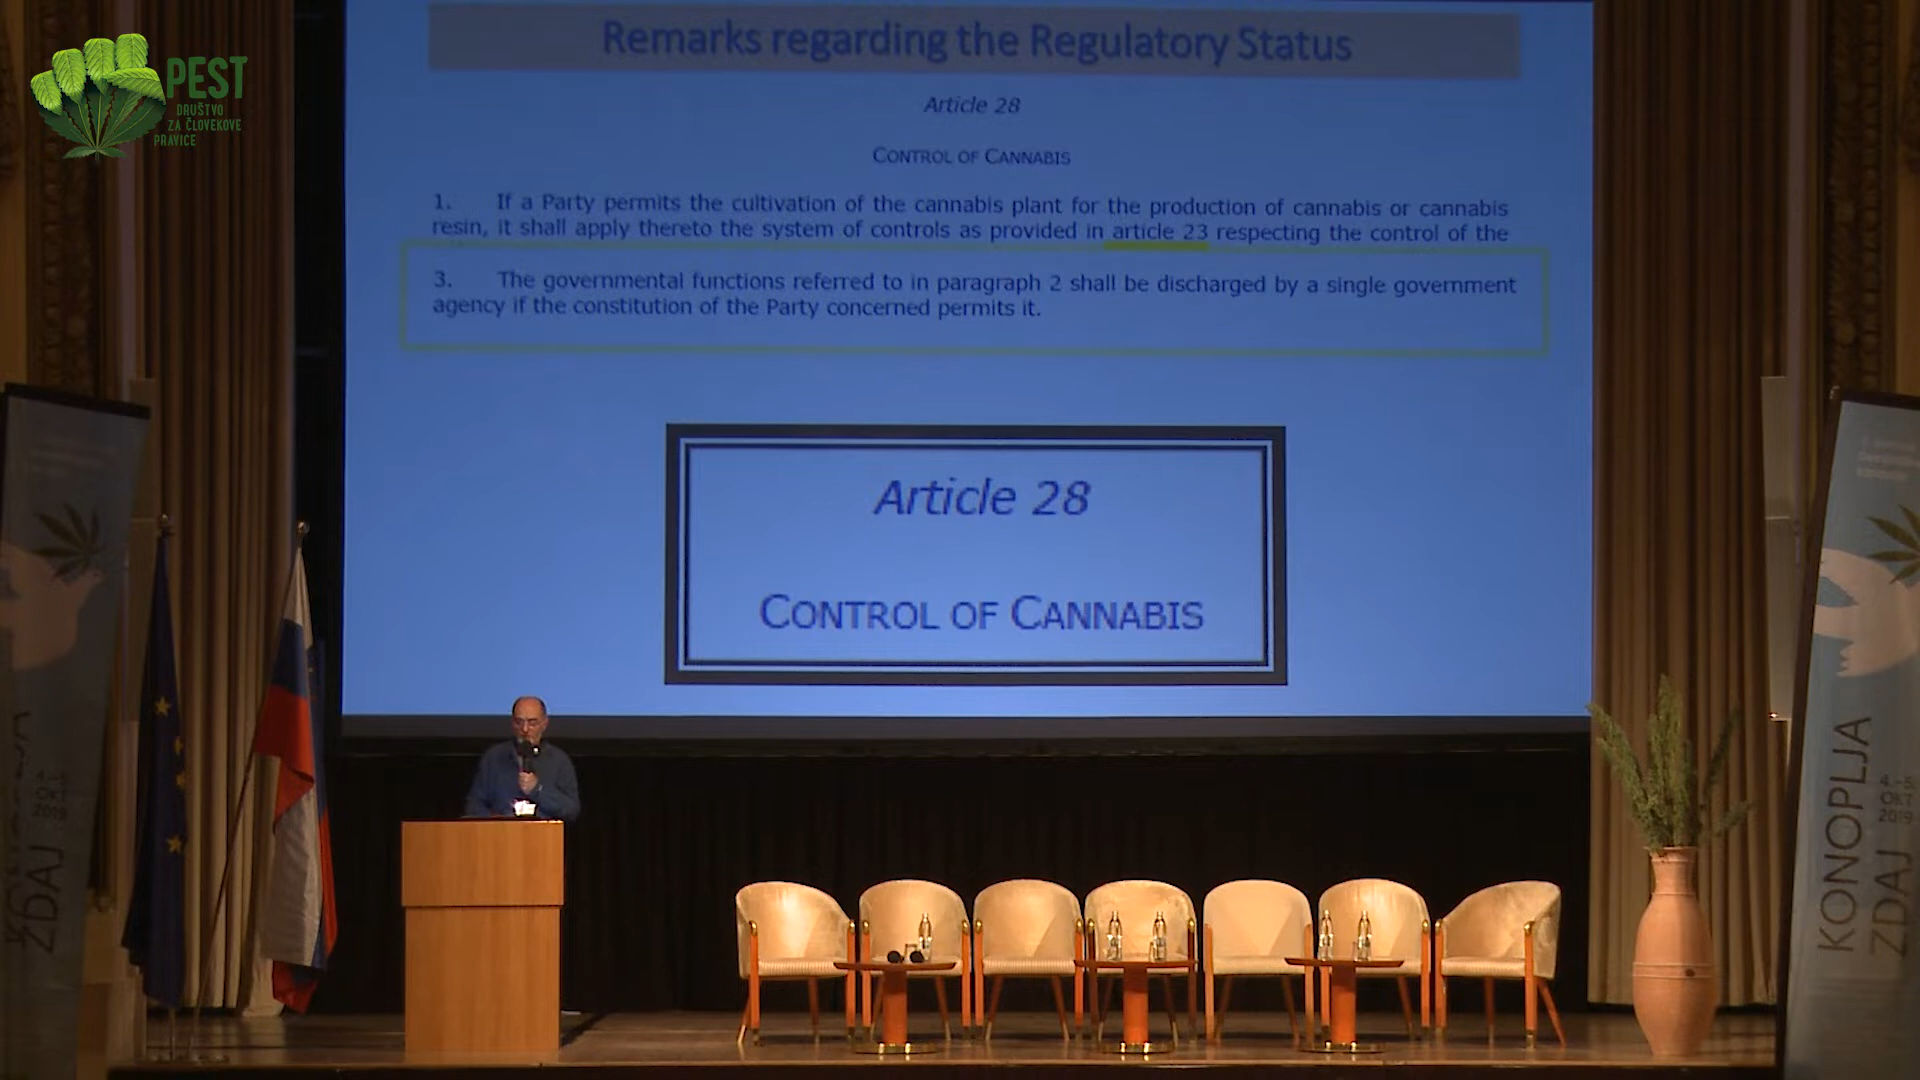 PEST
DRUŠTVO
ZA ČLOVEKOVE
PRAVICE
Remarks regarding the Regulatory Status
Article 28
CONTROL OF CANNABIS
1. If a Party permits the cultivation of the cannabis plant for the production of cannabis or cannabis
resin, it shall apply thereto the system of controls as provided in article 23 respecting the control of the
3. The governmental functions referred to in paragraph 2 shall be discharged by a single government
agency if the constitution of the Party concerned permits it.
Article 28
CONTROL OF CANNABIS
ZDAJ
OKT
2019
KONOPLJA
ZDAJ
4.-5.
OKT
2019